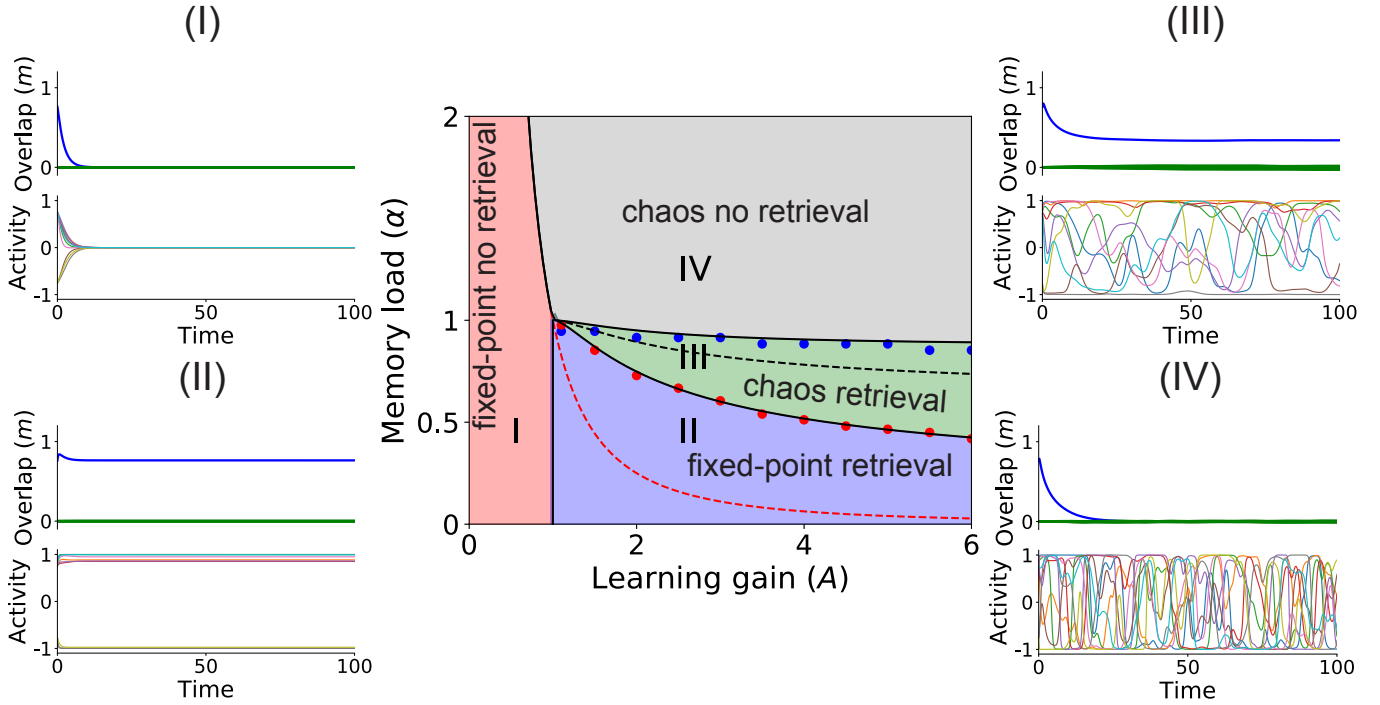 (I)
Overlap (m)
1
0
Activity
1
0
-1
0
50
100
Time
(II)
Overlap (m)
1
0
Activity
1
0
-1
0
50
100
Time
Memory load (α)
2
1
0.5
0
0
2
4
6
Learning gain (A)
fixed-point no retrieval
I
chaos no retrieval
IV
III
chaos retrieval
II
fixed-point retrieval
(III)
Overlap (m)
1
0
Activity
1
0
-1
0
50
100
Time
(IV)
Overlap (m)
1
0
Activity
1
0
-1
0
50
100
Time